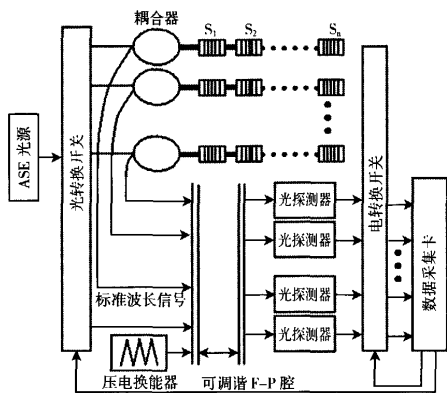 耦合器
S₁ S₂ Sₙ
ASE 光源
光转换开关
光探测器
光探测器
光探测器
光探测器
电转换开关
数据采集卡
标准波长信号
压电换能器
可调谐 F-P 腔